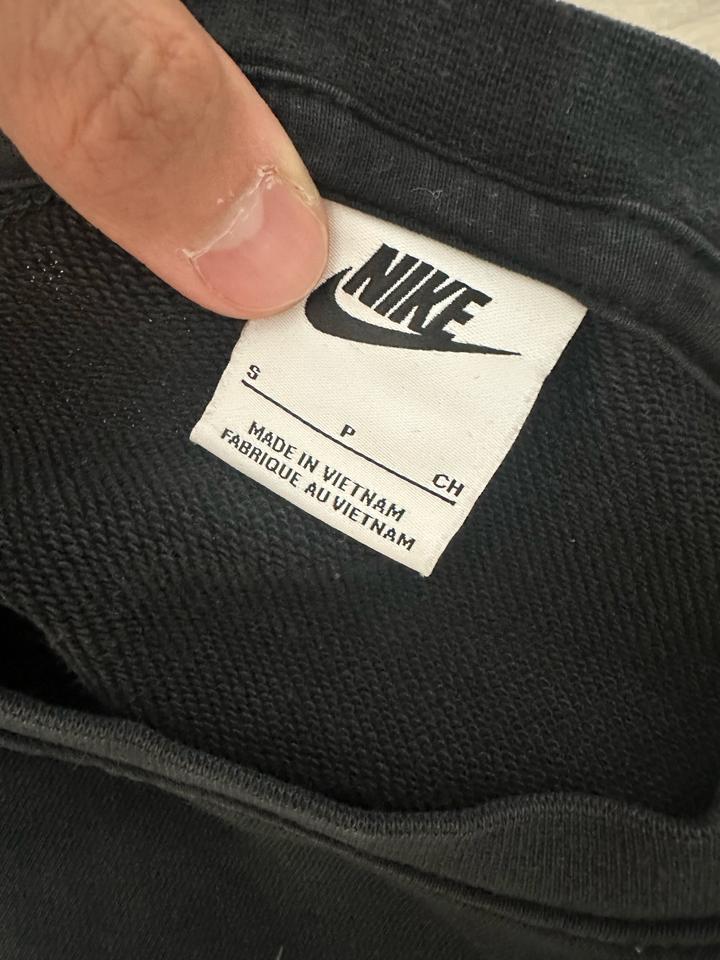 NIKE
S
P
CH
MADE IN VIETNAM
FABRIQUE AU VIETNAM